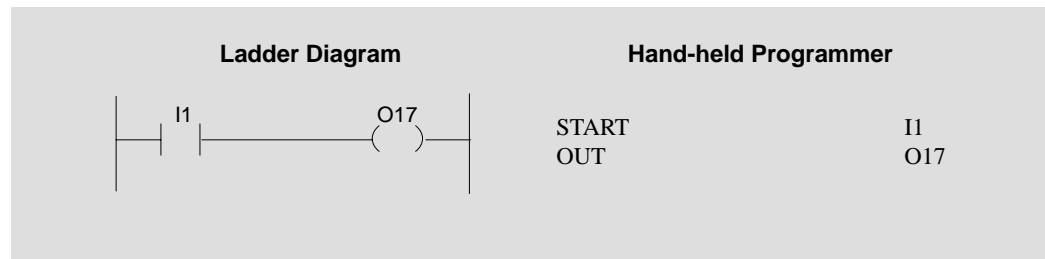 Ladder Diagram
Hand-held Programmer
I1
O17
START I1
OUT O17